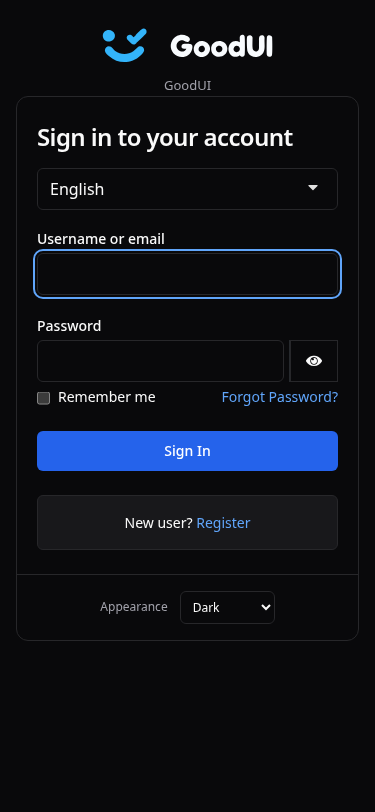 GoodUI
GoodUI
Sign in to your account
English
Username or email
Password
Remember me
Forgot Password?
Sign In
New user? Register
Appearance
Dark